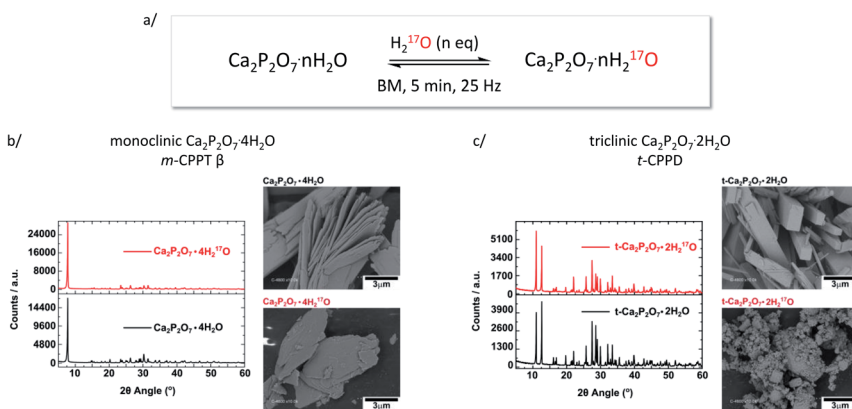 a/
H₂¹⁷O (n eq)
Ca₂P₂O₇·nH₂O
Ca₂P₂O₇·nH₂¹⁷O
BM, 5 min, 25 Hz
b/
monoclinic Ca₂P₂O₇·4H₂O
m-CPPT β
Ca₂P₂O₇•4H₂O
24000
16000
8000
0
Ca₂P₂O₇•4H₂¹⁷O
14400
9600
4800
0
Ca₂P₂O₇•4H₂O
Counts / a.u.
10 20 30 40 50 60
2θ Angle (º)
3µm
Ca₂P₂O₇•4H₂¹⁷O
3µm
c/
triclinic Ca₂P₂O₇·2H₂O
t-CPPD
t-Ca₂P₂O₇•2H₂O
5100
3400
1700
0
t-Ca₂P₂O₇•2H₂¹⁷O
3900
2600
1300
0
t-Ca₂P₂O₇•2H₂O
Counts / a.u.
10 20 30 40 50 60
2θ Angle (º)
3µm
t-Ca₂P₂O₇•2H₂¹⁷O
3µm